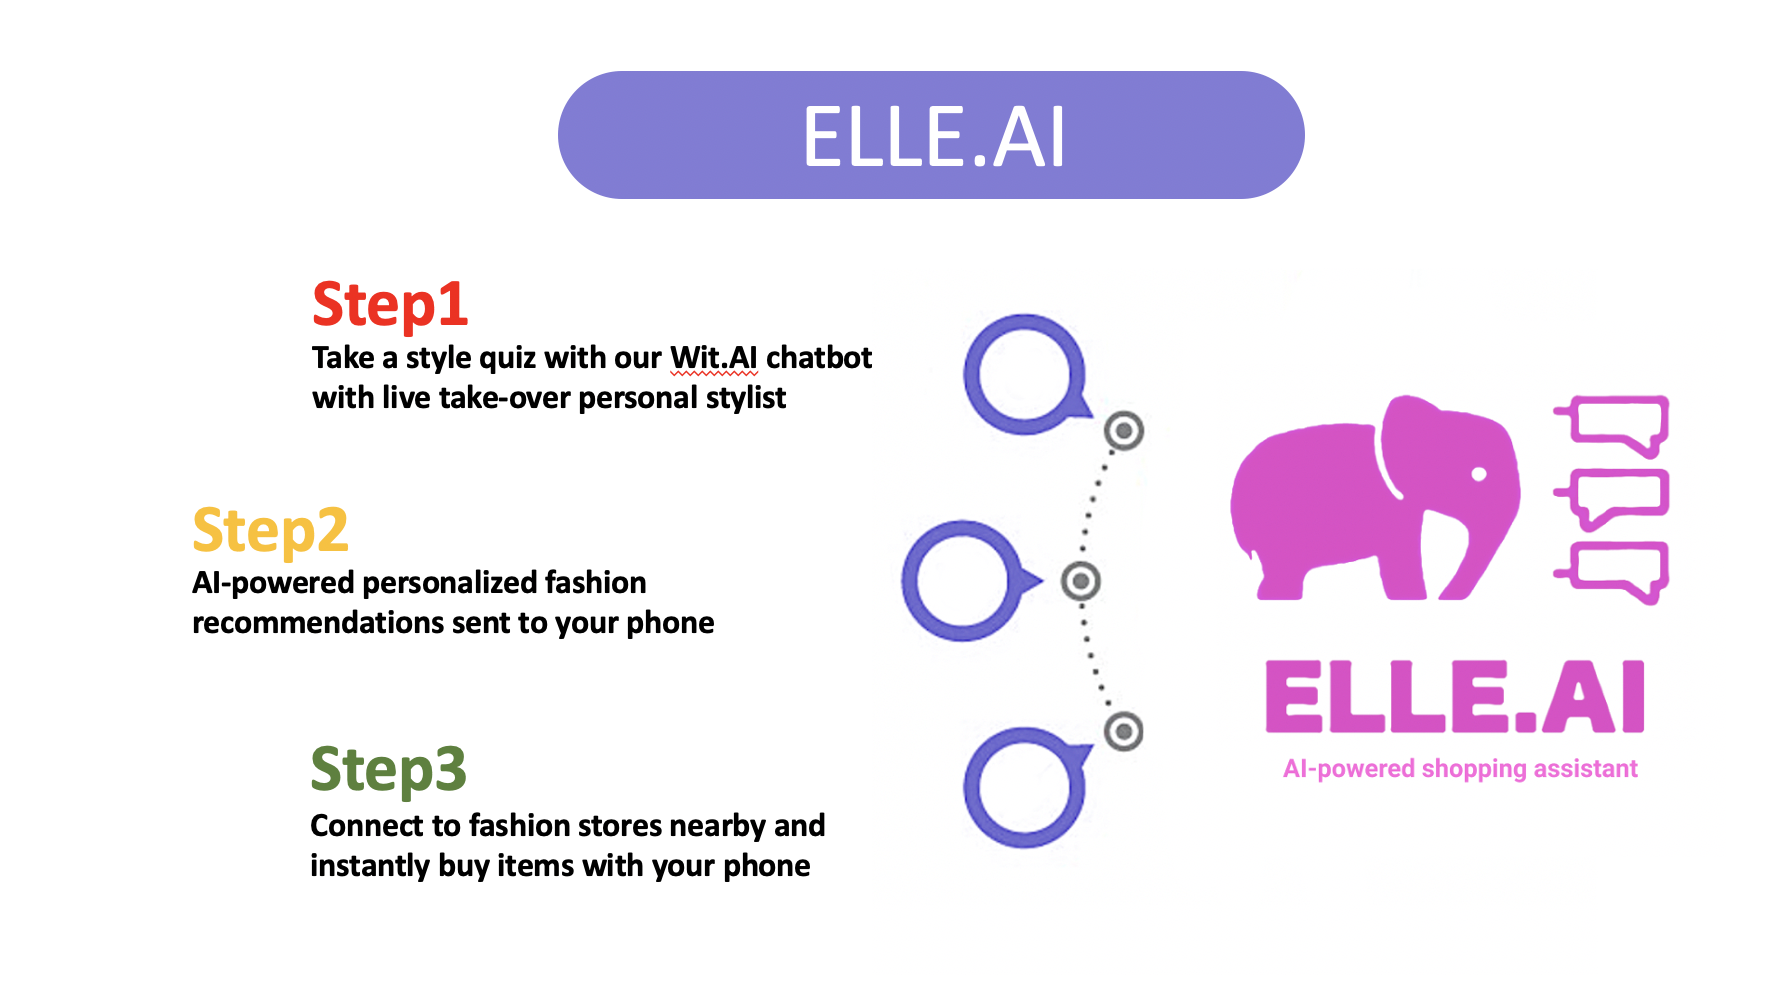 ELLE.AI
Step1
Take a style quiz with our Wit.AI chatbot
with live take-over personal stylist
Step2
AI-powered personalized fashion
recommendations sent to your phone
Step3
Connect to fashion stores nearby and
instantly buy items with your phone
ELLE.AI
AI-powered shopping assistant